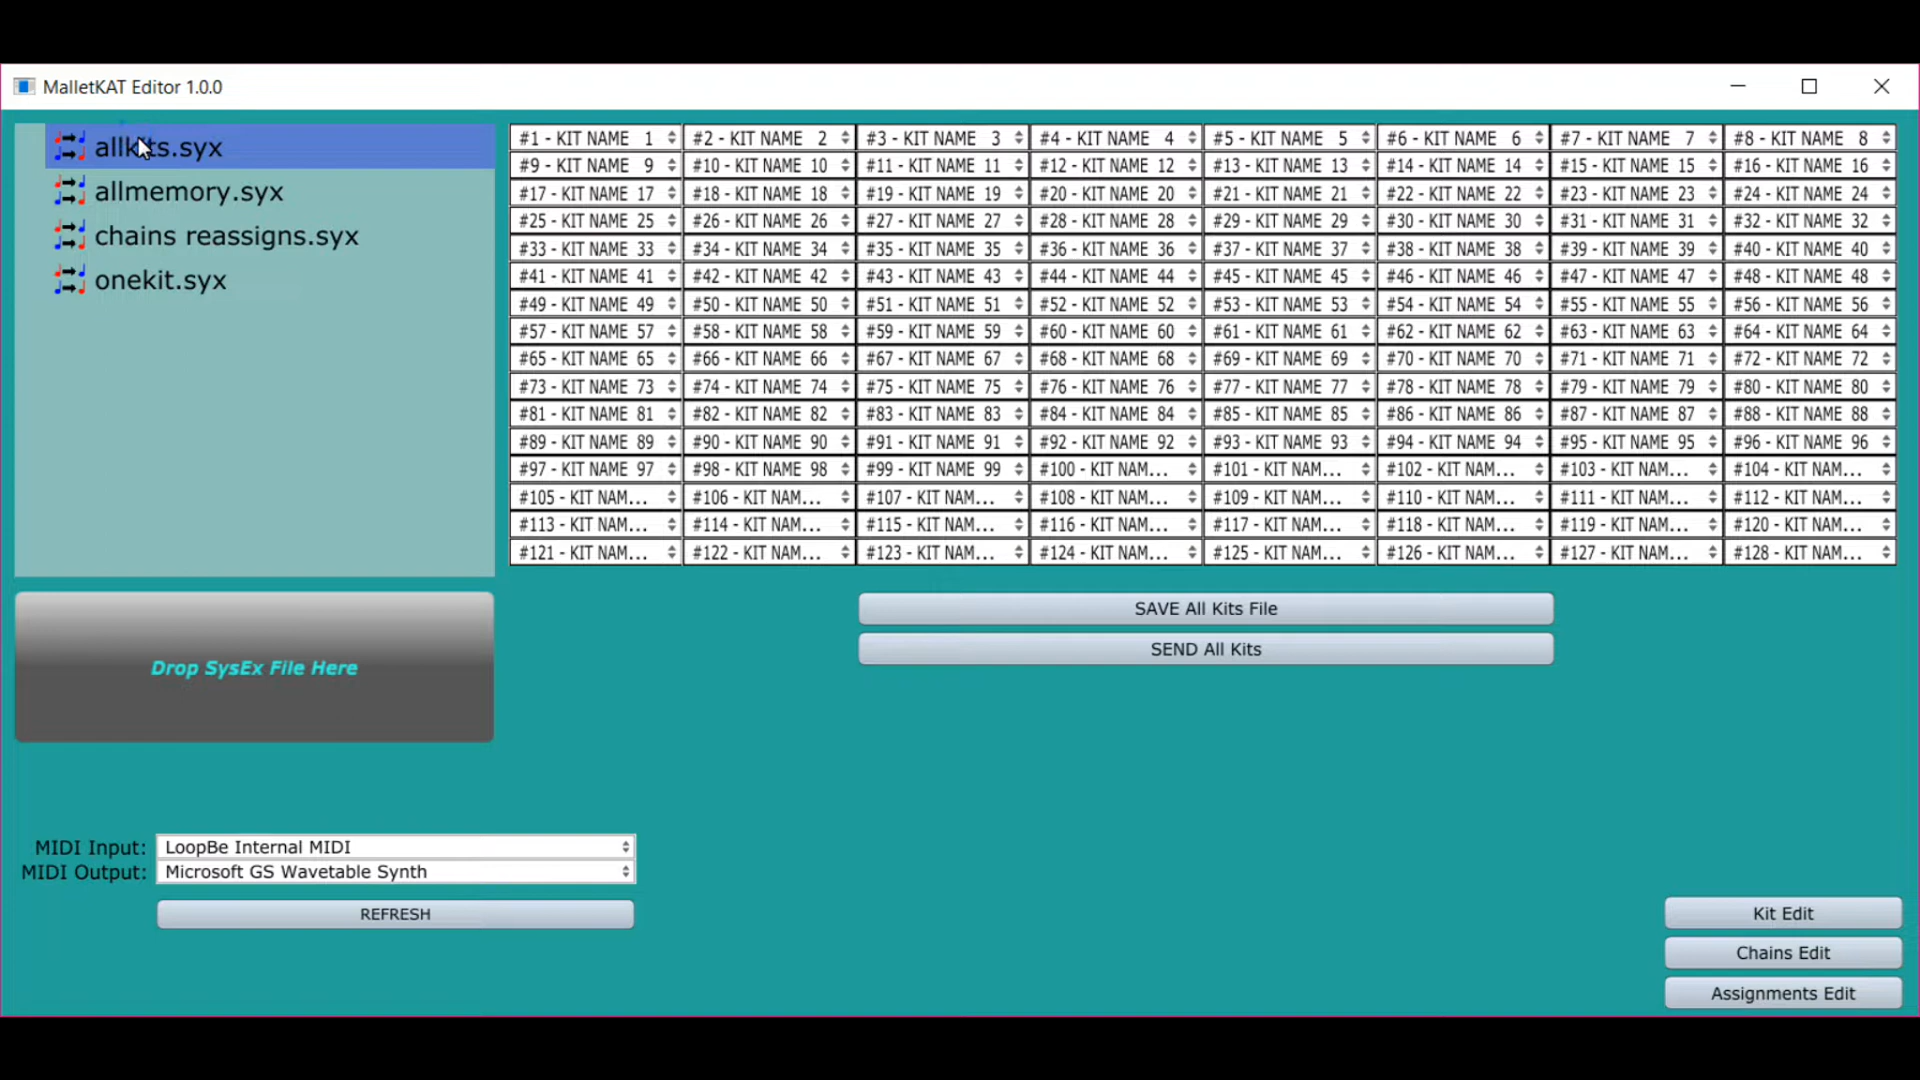 MalletKAT Editor 1.0.0
allkits.syx
allmemory.syx
chains reassigns.syx
onekit.syx
#1 - KIT NAME 1 #2 - KIT NAME 2 #3 - KIT NAME 3 #4 - KIT NAME 4 #5 - KIT NAME 5 #6 - KIT NAME 6 #7 - KIT NAME 7 #8 - KIT NAME 8
#9 - KIT NAME 9 #10 - KIT NAME 10 #11 - KIT NAME 11 #12 - KIT NAME 12 #13 - KIT NAME 13 #14 - KIT NAME 14 #15 - KIT NAME 15 #16 - KIT NAME 16
#17 - KIT NAME 17 #18 - KIT NAME 18 #19 - KIT NAME 19 #20 - KIT NAME 20 #21 - KIT NAME 21 #22 - KIT NAME 22 #23 - KIT NAME 23 #24 - KIT NAME 24
#25 - KIT NAME 25 #26 - KIT NAME 26 #27 - KIT NAME 27 #28 - KIT NAME 28 #29 - KIT NAME 29 #30 - KIT NAME 30 #31 - KIT NAME 31 #32 - KIT NAME 32
#33 - KIT NAME 33 #34 - KIT NAME 34 #35 - KIT NAME 35 #36 - KIT NAME 36 #37 - KIT NAME 37 #38 - KIT NAME 38 #39 - KIT NAME 39 #40 - KIT NAME 40
#41 - KIT NAME 41 #42 - KIT NAME 42 #43 - KIT NAME 43 #44 - KIT NAME 44 #45 - KIT NAME 45 #46 - KIT NAME 46 #47 - KIT NAME 47 #48 - KIT NAME 48
#49 - KIT NAME 49 #50 - KIT NAME 50 #51 - KIT NAME 51 #52 - KIT NAME 52 #53 - KIT NAME 53 #54 - KIT NAME 54 #55 - KIT NAME 55 #56 - KIT NAME 56
#57 - KIT NAME 57 #58 - KIT NAME 58 #59 - KIT NAME 59 #60 - KIT NAME 60 #61 - KIT NAME 61 #62 - KIT NAME 62 #63 - KIT NAME 63 #64 - KIT NAME 64
#65 - KIT NAME 65 #66 - KIT NAME 66 #67 - KIT NAME 67 #68 - KIT NAME 68 #69 - KIT NAME 69 #70 - KIT NAME 70 #71 - KIT NAME 71 #72 - KIT NAME 72
#73 - KIT NAME 73 #74 - KIT NAME 74 #75 - KIT NAME 75 #76 - KIT NAME 76 #77 - KIT NAME 77 #78 - KIT NAME 78 #79 - KIT NAME 79 #80 - KIT NAME 80
#81 - KIT NAME 81 #82 - KIT NAME 82 #83 - KIT NAME 83 #84 - KIT NAME 84 #85 - KIT NAME 85 #86 - KIT NAME 86 #87 - KIT NAME 87 #88 - KIT NAME 88
#89 - KIT NAME 89 #90 - KIT NAME 90 #91 - KIT NAME 91 #92 - KIT NAME 92 #93 - KIT NAME 93 #94 - KIT NAME 94 #95 - KIT NAME 95 #96 - KIT NAME 96
#97 - KIT NAME 97 #98 - KIT NAME 98 #99 - KIT NAME 99 #100 - KIT NAM... #101 - KIT NAM... #102 - KIT NAM... #103 - KIT NAM... #104 - KIT NAM...
#105 - KIT NAM... #106 - KIT NAM... #107 - KIT NAM... #108 - KIT NAM... #109 - KIT NAM... #110 - KIT NAM... #111 - KIT NAM... #112 - KIT NAM...
#113 - KIT NAM... #114 - KIT NAM... #115 - KIT NAM... #116 - KIT NAM... #117 - KIT NAM... #118 - KIT NAM... #119 - KIT NAM... #120 - KIT NAM...
#121 - KIT NAM... #122 - KIT NAM... #123 - KIT NAM... #124 - KIT NAM... #125 - KIT NAM... #126 - KIT NAM... #127 - KIT NAM... #128 - KIT NAM...
SAVE All Kits File
SEND All Kits
Drop SysEx File Here
MIDI Input: LoopBe Internal MIDI
MIDI Output: Microsoft GS Wavetable Synth
REFRESH
Kit Edit
Chains Edit
Assignments Edit